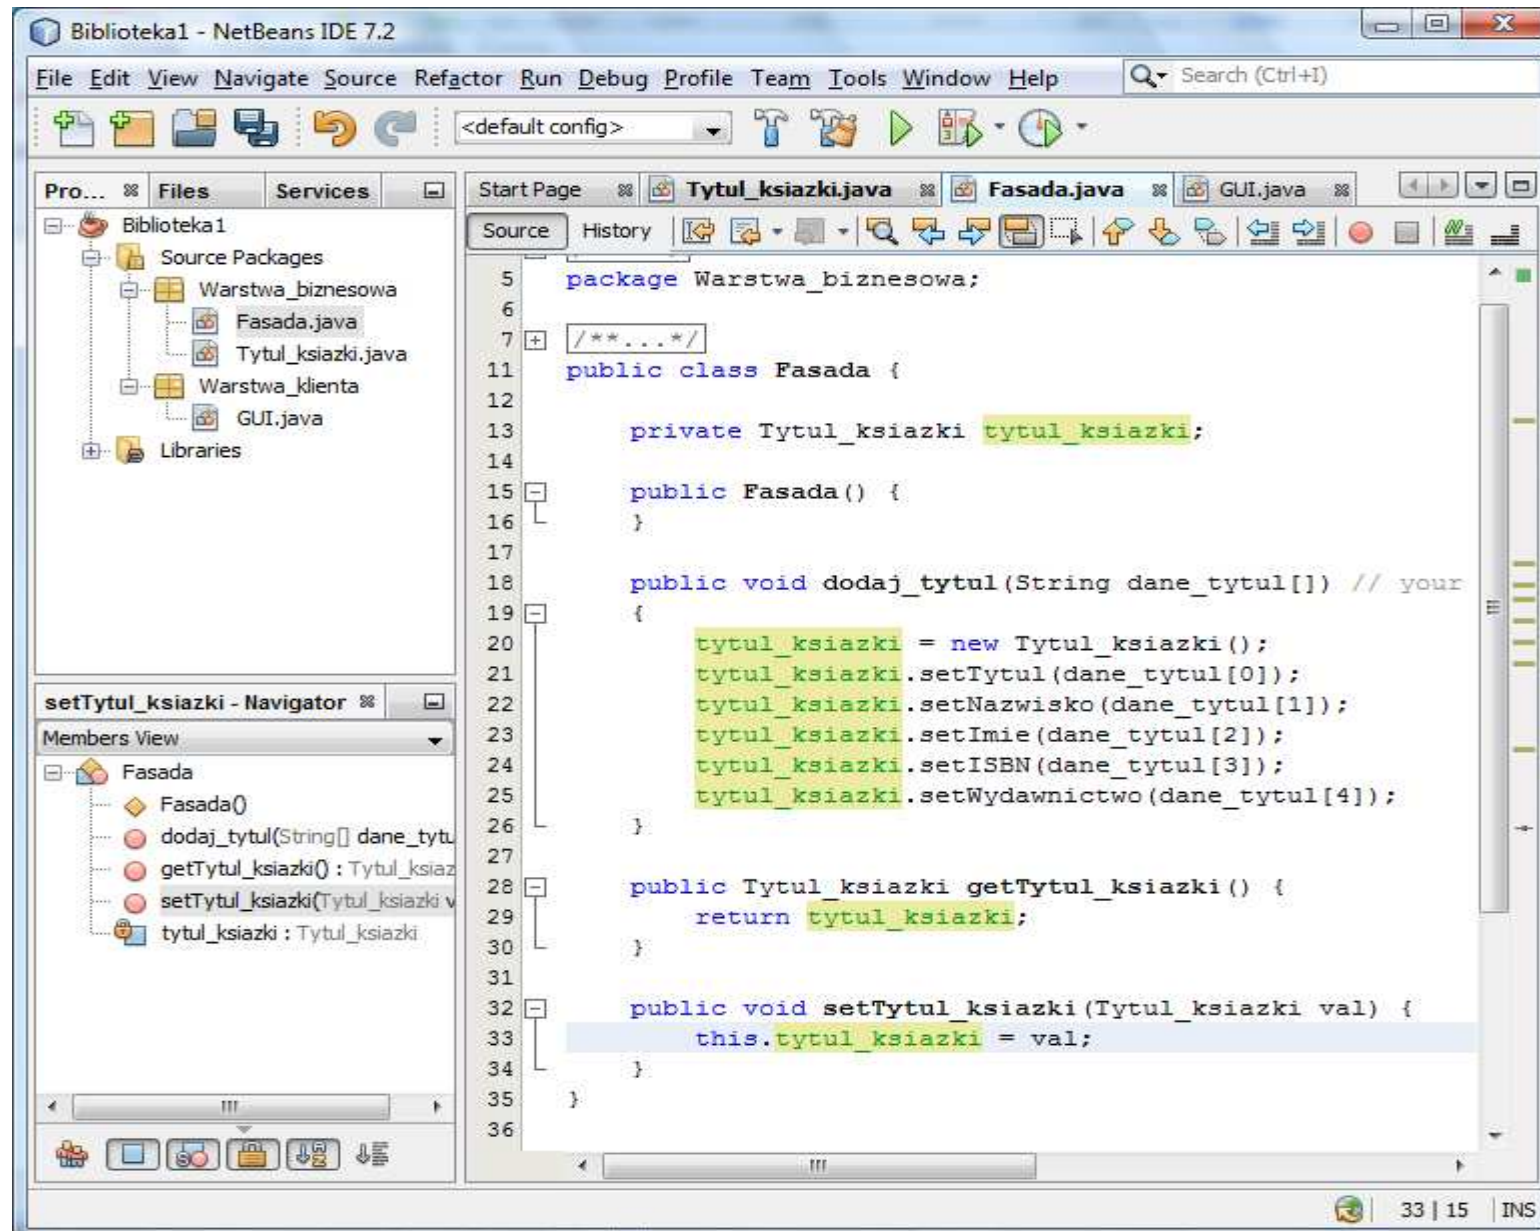 Biblioteka1 - NetBeans IDE 7.2
File Edit View Navigate Source Refactor Run Debug Profile Team Tools Window Help Search (Ctrl+I)
<default config>
Pro... Files Services
Biblioteka1
Source Packages
Warstwa_biznesowa
Fasada.java
Tytul_ksiazki.java
Warstwa_klienta
GUI.java
Libraries
setTytul_ksiazki - Navigator
Members View
Fasada
Fasada()
dodaj_tytul(String[] dane_tytu
getTytul_ksiazki() : Tytul_ksiaz
setTytul_ksiazki(Tytul_ksiazki v
tytul_ksiazki : Tytul_ksiazki
Start Page Tytul_ksiazki.java Fasada.java GUI.java
Source History
5 package Warstwa_biznesowa;
6
7 /**...*/
11 public class Fasada {
12
13 private Tytul_ksiazki tytul_ksiazki;
14
15 public Fasada() {
16 }
17
18 public void dodaj_tytul(String dane_tytul[]) // your
19 {
20 tytul_ksiazki = new Tytul_ksiazki();
21 tytul_ksiazki.setTytul(dane_tytul[0]);
22 tytul_ksiazki.setNazwisko(dane_tytul[1]);
23 tytul_ksiazki.setImie(dane_tytul[2]);
24 tytul_ksiazki.setISBN(dane_tytul[3]);
25 tytul_ksiazki.setWydawnictwo(dane_tytul[4]);
26 }
27
28 public Tytul_ksiazki getTytul_ksiazki() {
29 return tytul_ksiazki;
30 }
31
32 public void setTytul_ksiazki(Tytul_ksiazki val) {
33 this.tytul_ksiazki = val;
34 }
35 }
36
33 | 15 INS